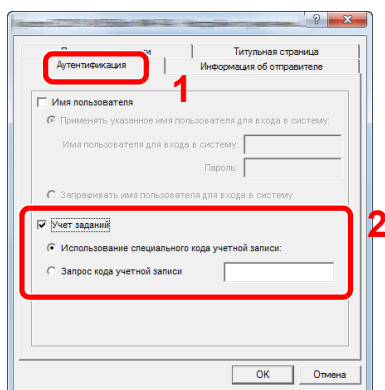 Титульная страница
Аутентификация
Информация об отправителе
1
Имя пользователя
Применять указанное имя пользователя для входа в систему:
Имя пользователя для входа в систему:
Пароль:
Запрашивать имя пользователя для входа в систему
2
Учет заданий
Использование специального кода учетной записи:
Запрос кода учетной записи
OK
Отмена